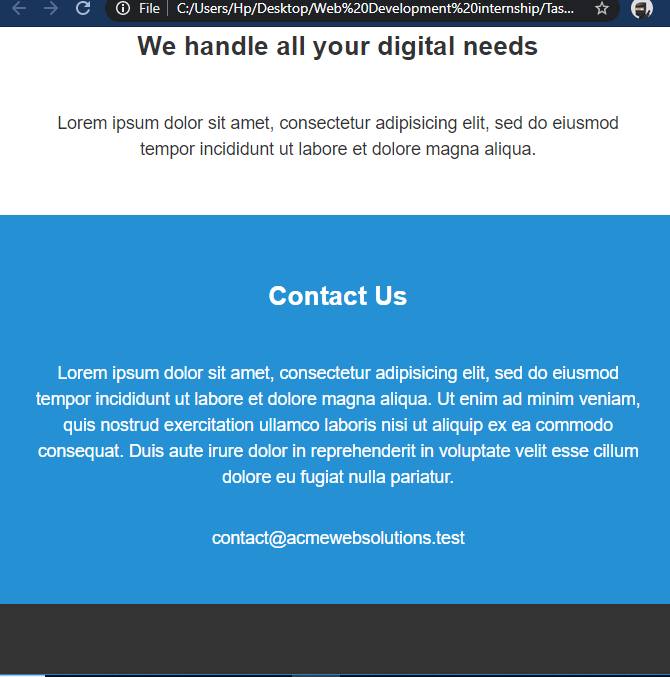 File C:/Users/Hp/Desktop/Web%20Development%20internship/Tas...
We handle all your digital needs
Lorem ipsum dolor sit amet, consectetur adipisicing elit, sed do eiusmod
tempor incididunt ut labore et dolore magna aliqua.
Contact Us
Lorem ipsum dolor sit amet, consectetur adipisicing elit, sed do eiusmod
tempor incididunt ut labore et dolore magna aliqua. Ut enim ad minim veniam,
quis nostrud exercitation ullamco laboris nisi ut aliquip ex ea commodo
consequat. Duis aute irure dolor in reprehenderit in voluptate velit esse cillum
dolore eu fugiat nulla pariatur.
contact@acmewebsolutions.test